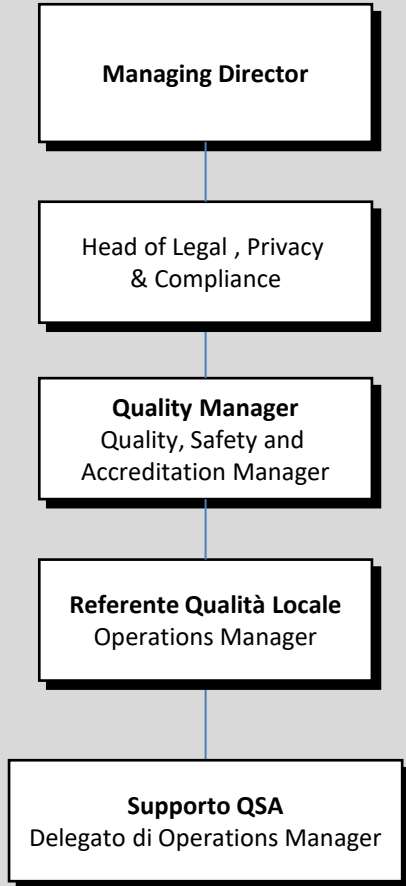 Managing Director
Head of Legal , Privacy
& Compliance
Quality Manager
Quality, Safety and
Accreditation Manager
Referente Qualità Locale
Operations Manager
Supporto QSA
Delegato di Operations Manager